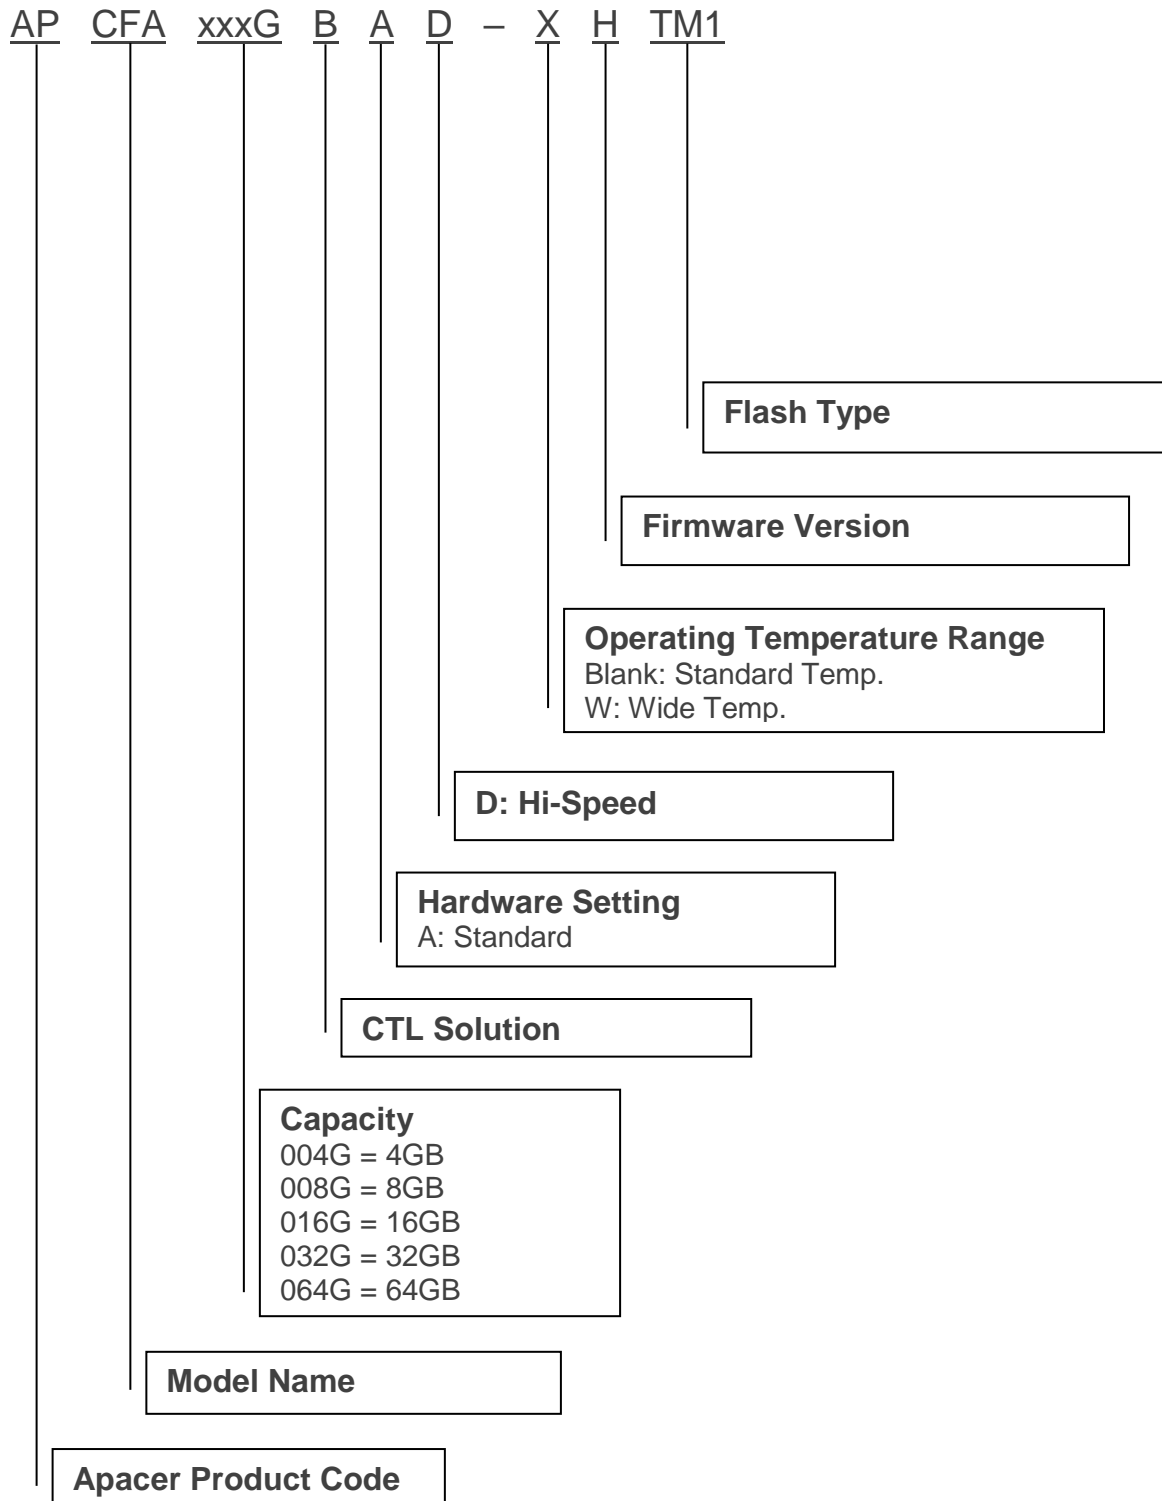 AP CFA xxxG B A D – X H TM1
Flash Type
Firmware Version
Operating Temperature Range
Blank: Standard Temp.
W: Wide Temp.
D: Hi-Speed
Hardware Setting
A: Standard
CTL Solution
Capacity
004G = 4GB
008G = 8GB
016G = 16GB
032G = 32GB
064G = 64GB
Model Name
Apacer Product Code